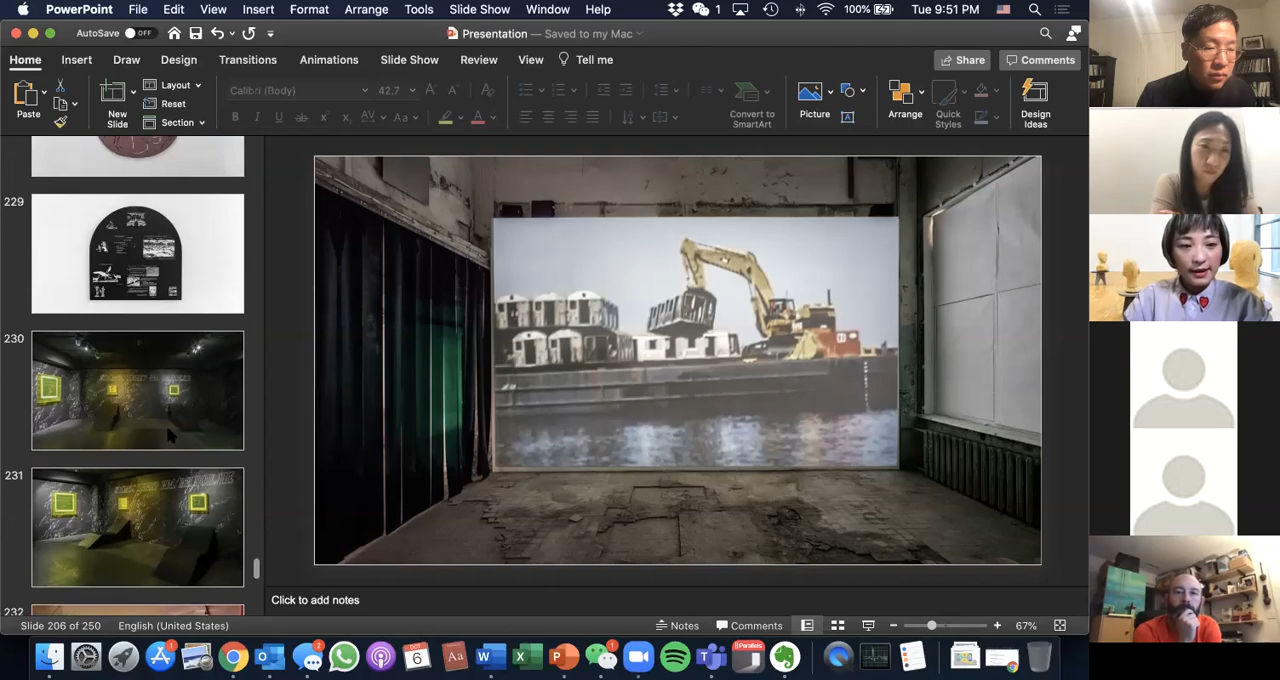 PowerPoint File Edit View Insert Format Arrange Tools Slide Show Window Help 1 100% Tue 9:51 PM
AutoSave OFF Presentation — Saved to my Mac
Home Insert Draw Design Transitions Animations Slide Show Review View Tell me Share Comments
Paste New Slide Layout Reset Section Calibri (Body) 42.7 Convert to SmartArt Picture Arrange Quick Styles Design Ideas
229
230
231
232
Click to add notes
Slide 206 of 250 English (United States) Notes Comments 67%